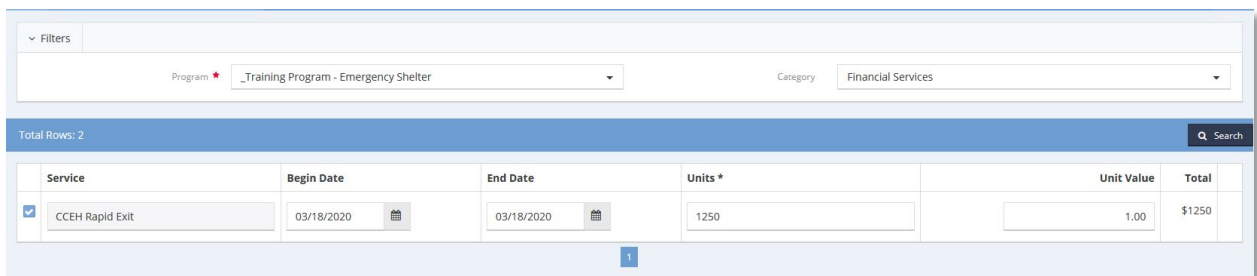 Filters
Program * _Training Program - Emergency Shelter Category Financial Services
Total Rows: 2 Search
Service Begin Date End Date Units * Unit Value Total
CCEH Rapid Exit 03/18/2020 03/18/2020 1250 1.00 $1250
1